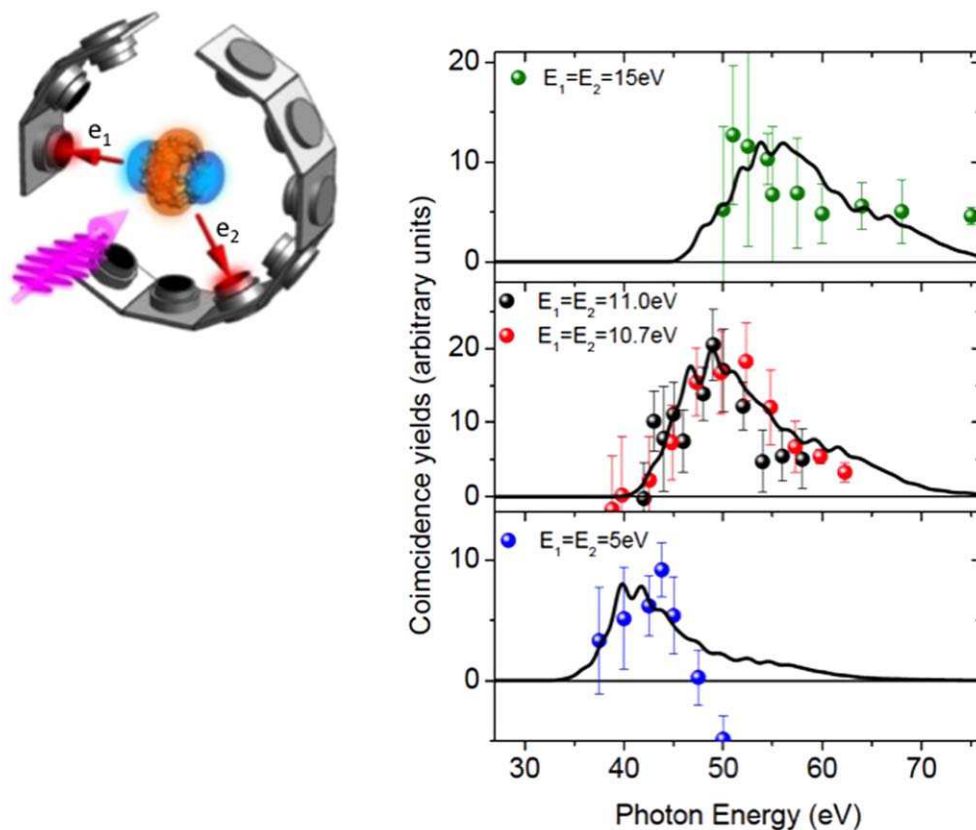 e₁
e₂
Coimcidence yields (arbitrary units)
20
10
0
E₁=E₂=15eV
20
10
0
E₁=E₂=11.0eV
E₁=E₂=10.7eV
10
0
E₁=E₂=5eV
30 40 50 60 70
Photon Energy (eV)